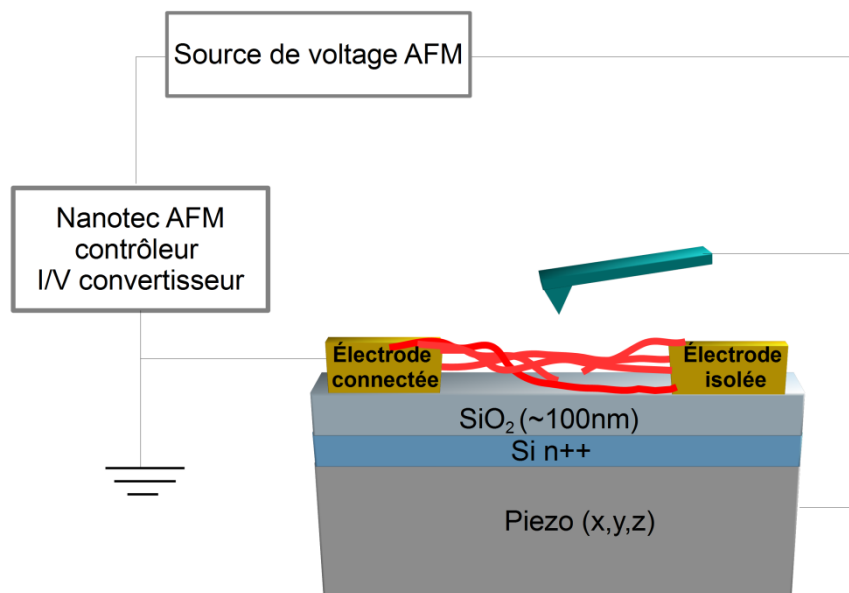 Source de voltage AFM
Nanotec AFM
contrôleur
I/V convertisseur
Électrode
connectée
Électrode
isolée
SiO₂ (~100nm)
Si n++
Piezo (x,y,z)